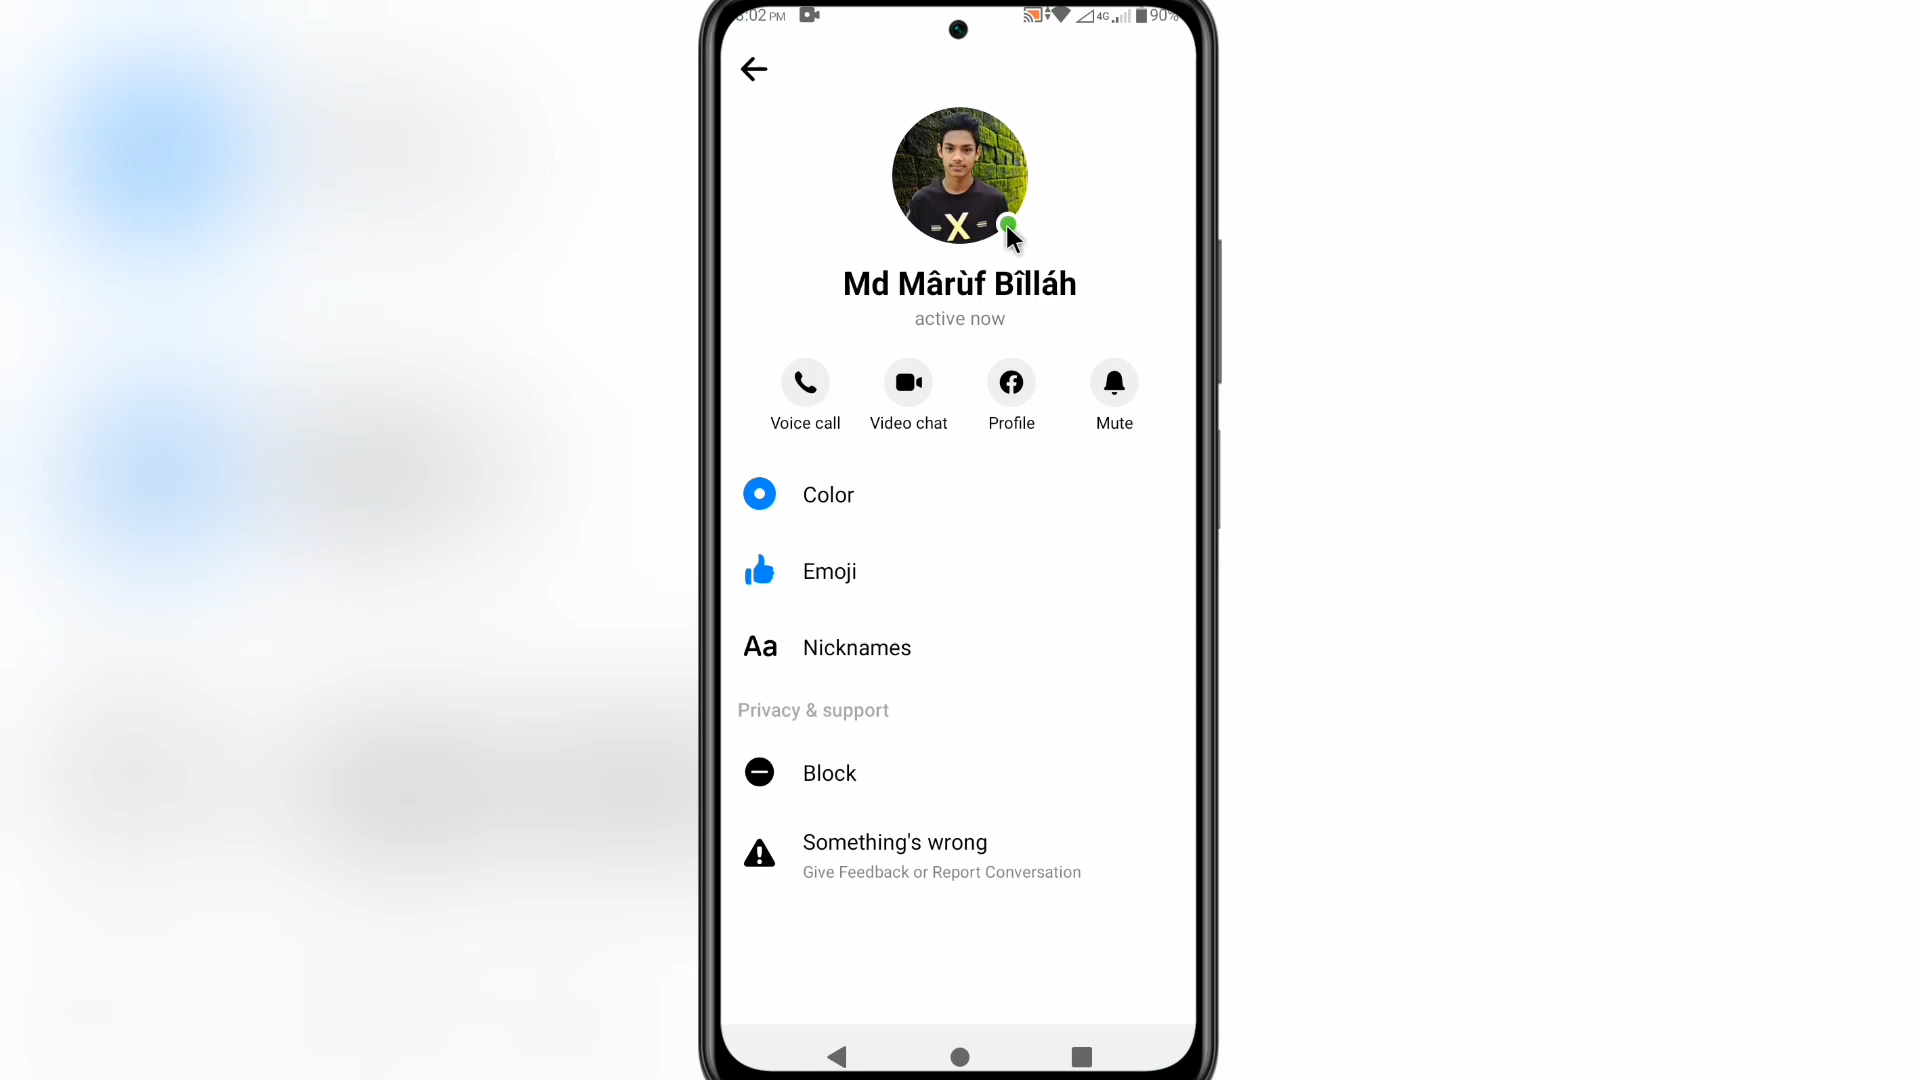 :02 PM 4G 90%
Md Mârùf Bîlláh
active now
Voice call Video chat Profile Mute
Color
Emoji
Aa Nicknames
Privacy & support
Block
Something's wrong
Give Feedback or Report Conversation